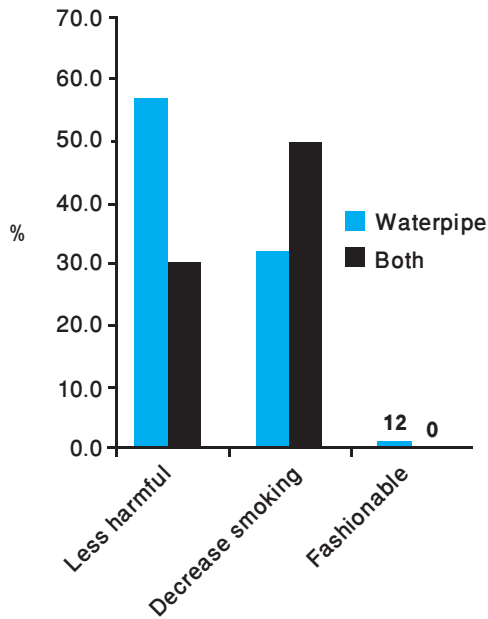 70.0
60.0
50.0
40.0
30.0
20.0
10.0
0.0
%
Waterpipe
Both
12
0
Less harmful
Decrease smoking
Fashionable